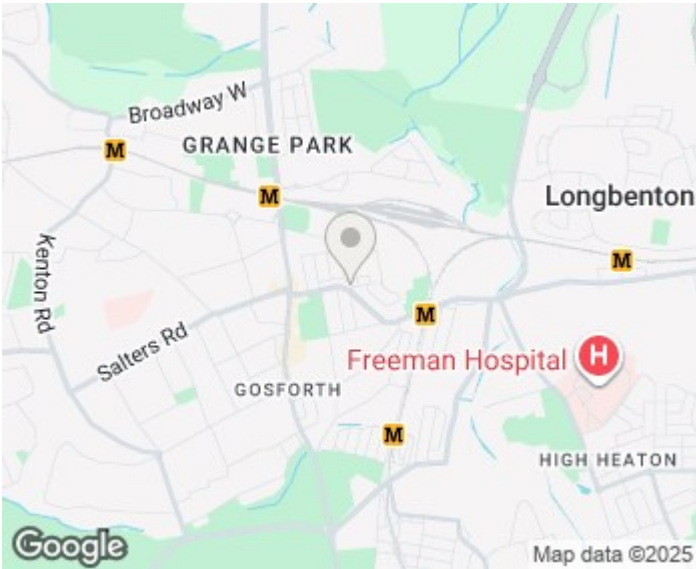 Broadway W
M
GRANGE PARK
M
Longbenton
Kenton Rd
M
M
Salters Rd
Freeman Hospital H
GOSFORTH
M
HIGH HEATON
Google
Map data ©2025